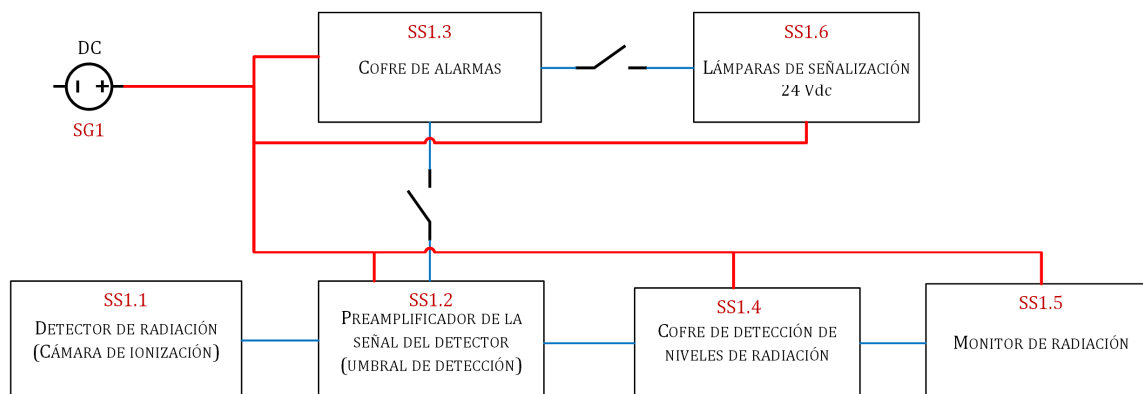 DC
SG1
SS1.3
COFRE DE ALARMAS
SS1.6
LÁMPARAS DE SEÑALIZACIÓN
24 Vdc
SS1.1
DETECTOR DE RADIACIÓN
(CÁMARA DE IONIZACIÓN)
SS1.2
PREAMPLIFICADOR DE LA
SEÑAL DEL DETECTOR
(UMBRAL DE DETECCIÓN)
SS1.4
COFRE DE DETECCIÓN DE
NIVELES DE RADIACIÓN
SS1.5
MONITOR DE RADIACIÓN